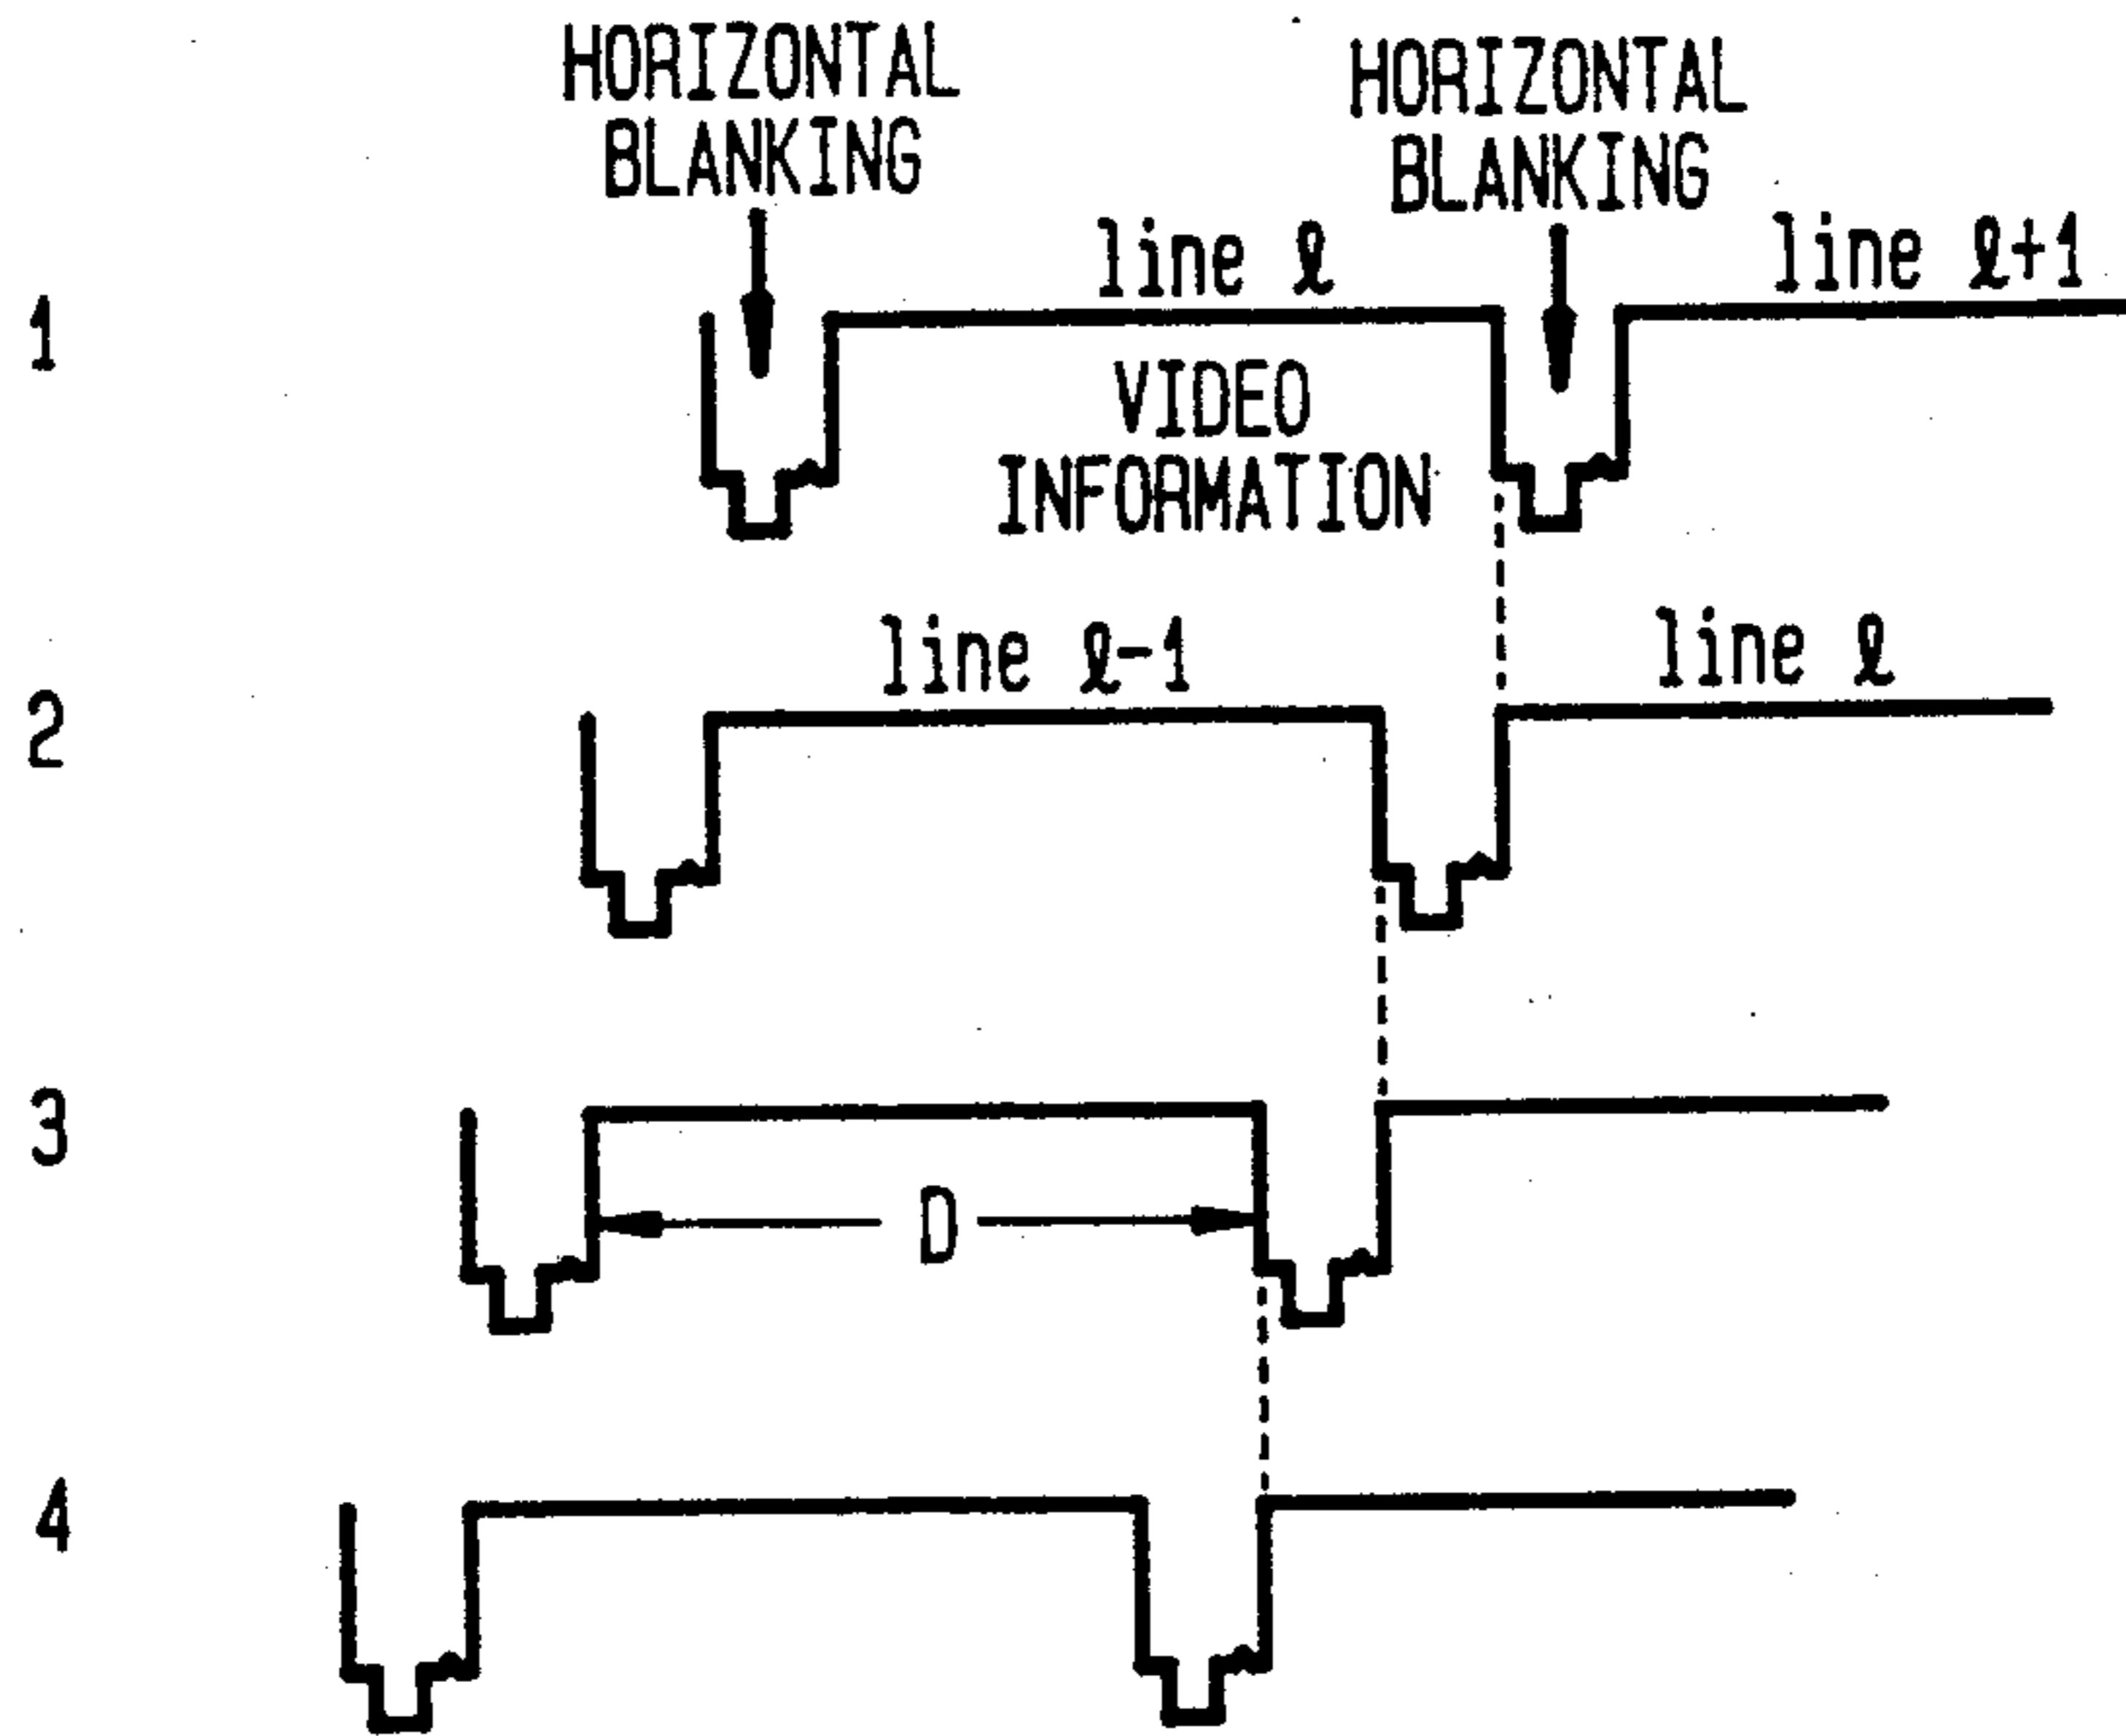 HORIZONTAL
BLANKING
HORIZONTAL
BLANKING
line ℓ
line ℓ+1
1
VIDEO
INFORMATION
line ℓ-1
line ℓ
2
3
D
4